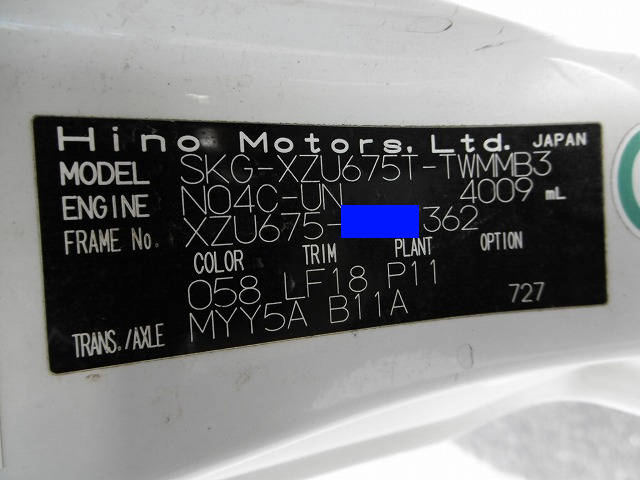 Hino Motors, Ltd. JAPAN
MODEL SKG-XZU675T-TWMMB3
ENGINE N04C-UN 4009 mL
FRAME No. XZU675- 362
COLOR TRIM PLANT OPTION
058 LF18 P11
727
TRANS./AXLE MYY5A B11A